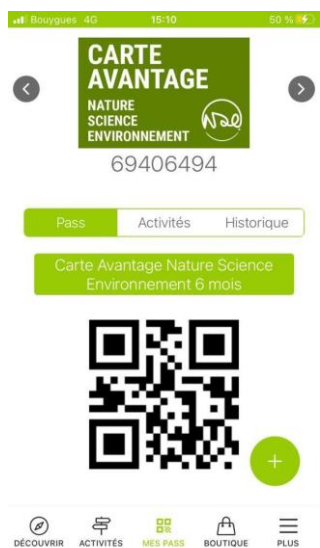 Bouygues 4G 15:10 50 %
CARTE
AVANTAGE
NATURE
SCIENCE
ENVIRONNEMENT
Nae
69406494
Pass Activités Historique
Carte Avantage Nature Science
Environnement 6 mois
DÉCOUVRIR ACTIVITÉS MES PASS BOUTIQUE PLUS